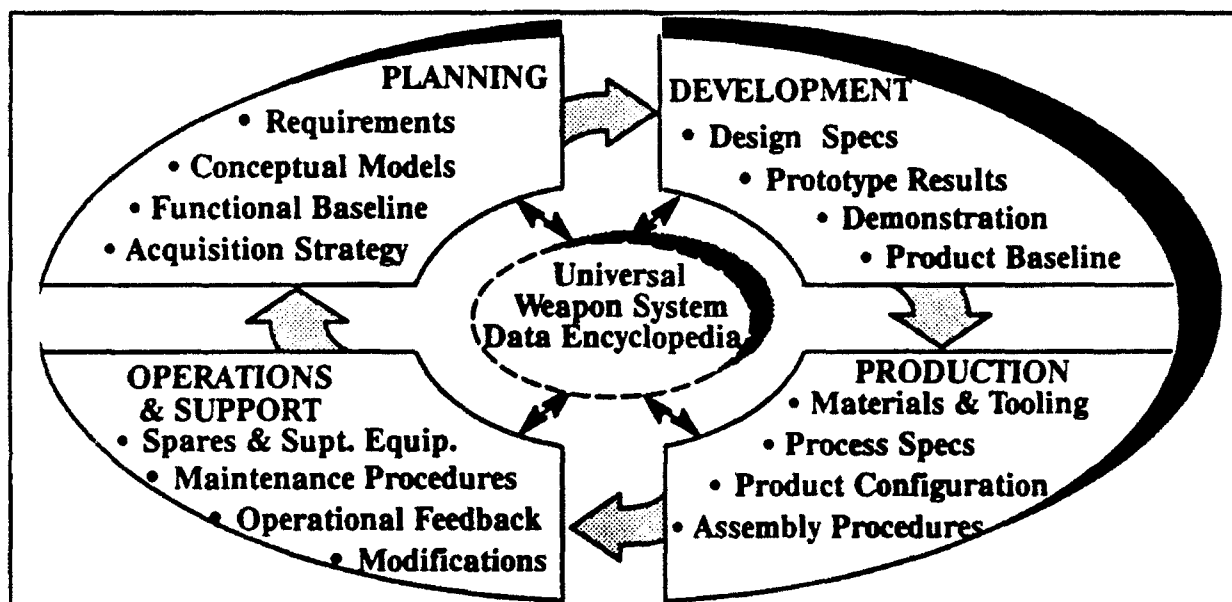 PLANNING
• Requirements
• Conceptual Models
• Functional Baseline
• Acquisition Strategy
DEVELOPMENT
• Design Specs
• Prototype Results
• Demonstration
• Product Baseline
Universal
Weapon System
Data Encyclopedia
OPERATIONS
& SUPPORT
• Spares & Supt. Equip.
• Maintenance Procedures
• Operational Feedback
• Modifications
PRODUCTION
• Materials & Tooling
• Process Specs
• Product Configuration
• Assembly Procedures